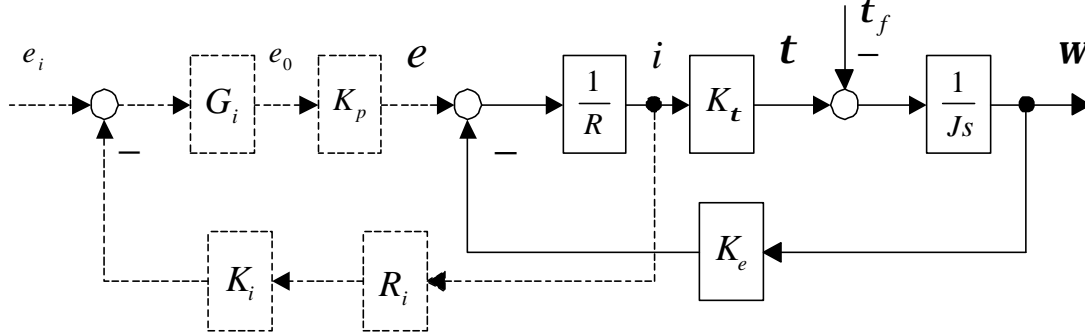 t_f
e_i e_0 e i t w
− − −
G_i K_p 1/R K_t 1/Js
K_e
K_i R_i